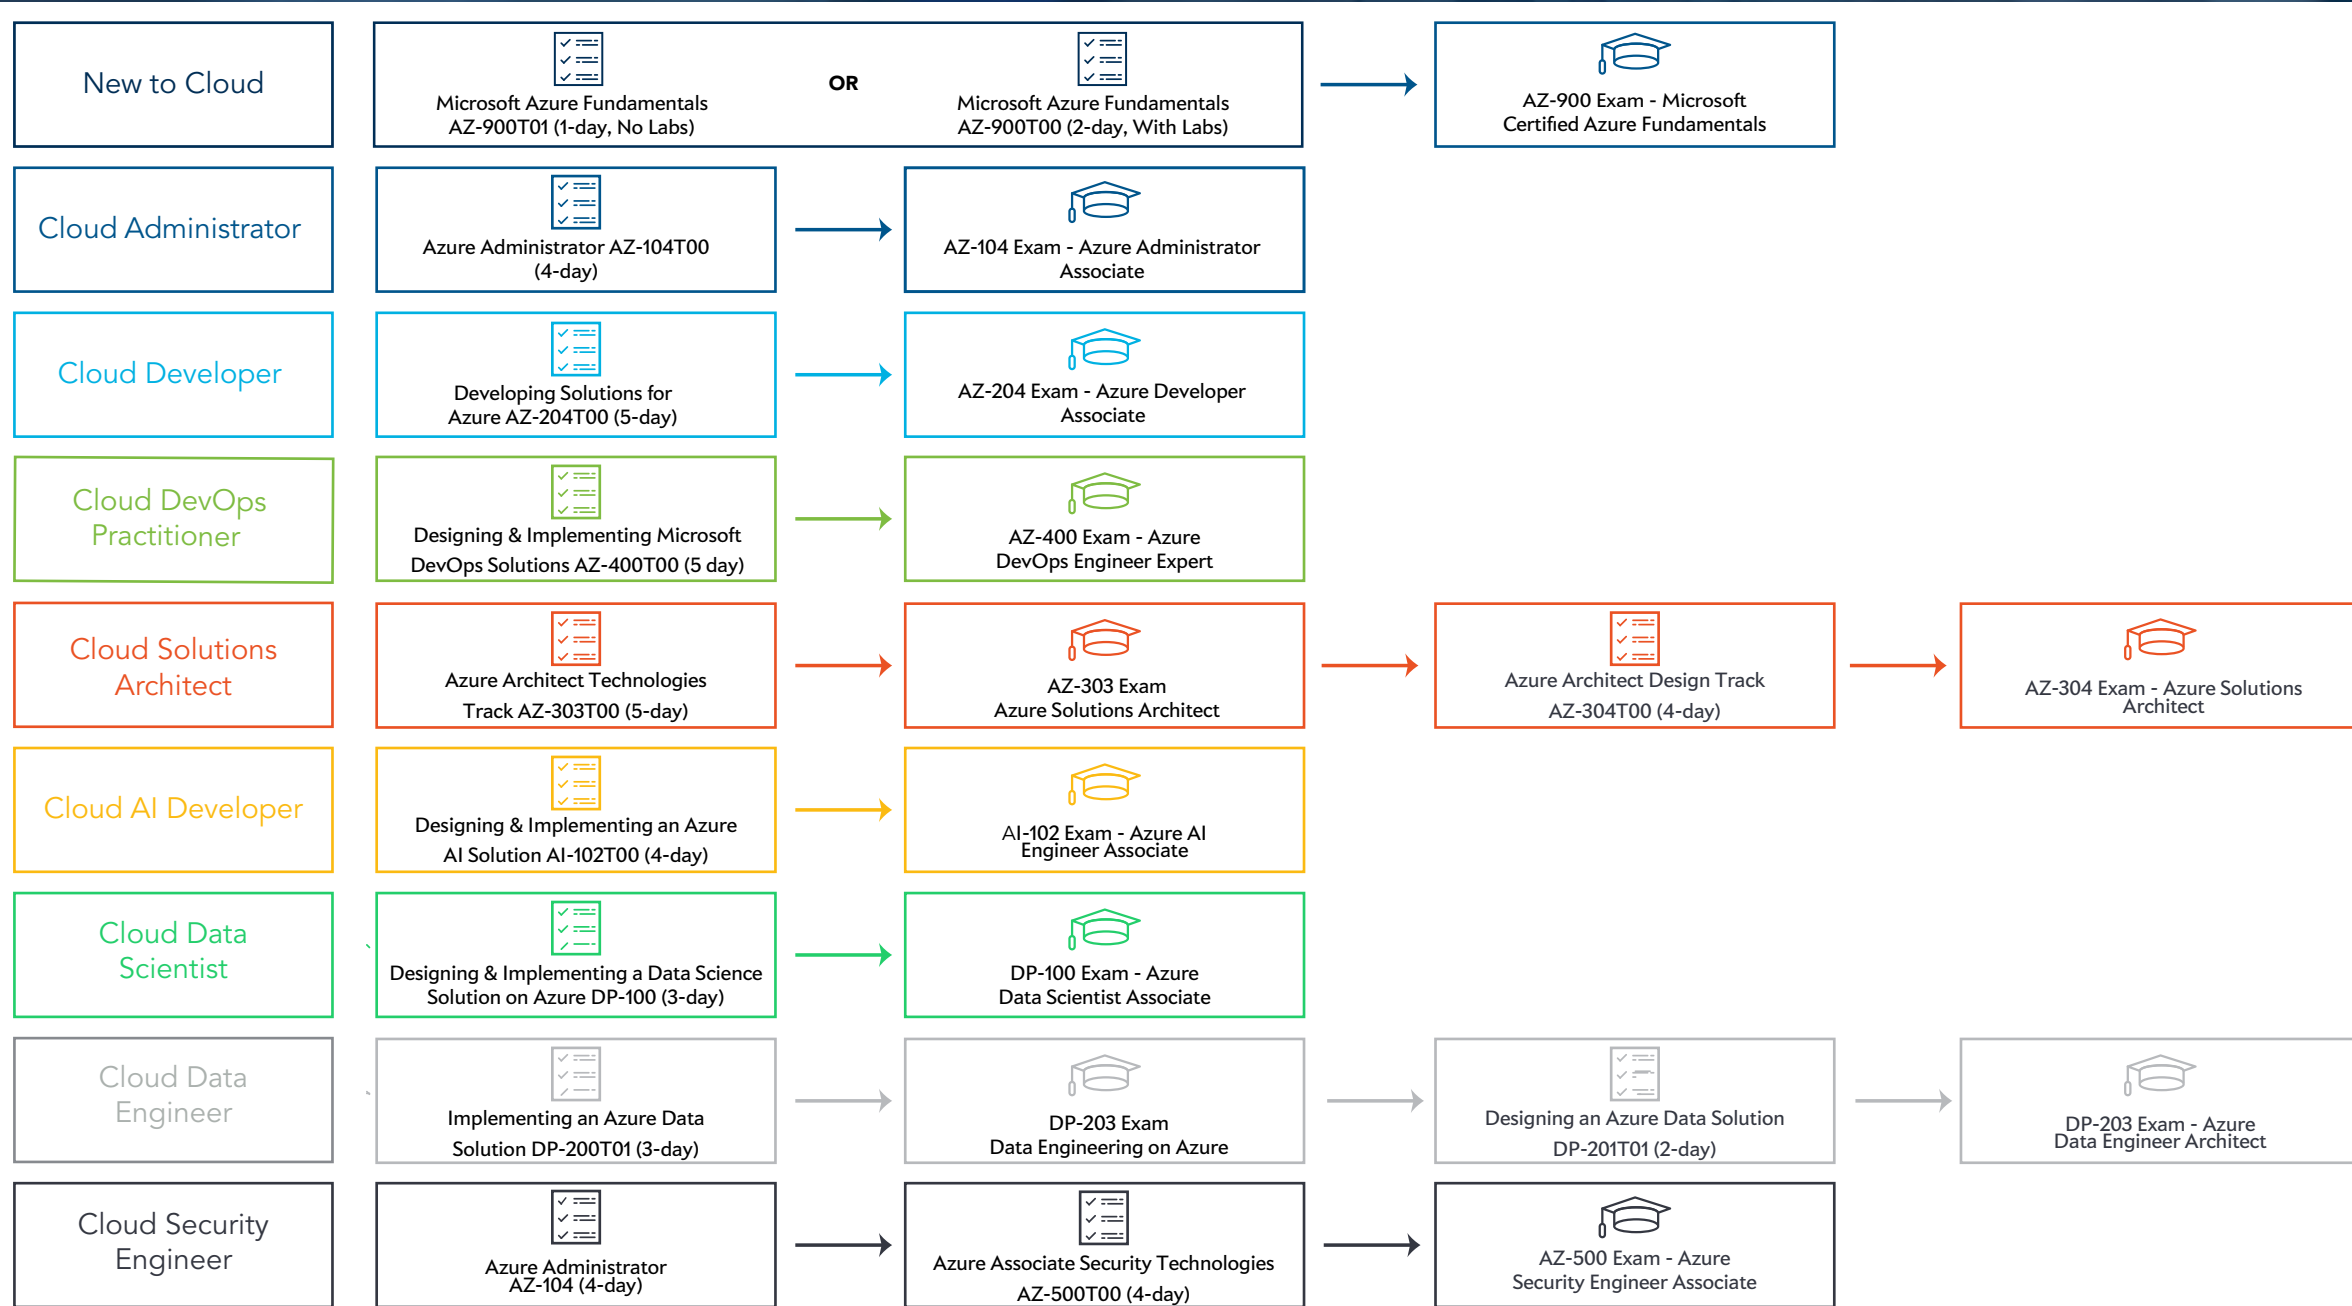 New to Cloud
Microsoft Azure Fundamentals
AZ-900T01 (1-day, No Labs)
OR
Microsoft Azure Fundamentals
AZ-900T00 (2-day, With Labs)
AZ-900 Exam - Microsoft
Certified Azure Fundamentals
Cloud Administrator
Azure Administrator AZ-104T00
(4-day)
AZ-104 Exam - Azure Administrator
Associate
Cloud Developer
Developing Solutions for
Azure AZ-204T00 (5-day)
AZ-204 Exam - Azure Developer
Associate
Cloud DevOps
Practitioner
Designing & Implementing Microsoft
DevOps Solutions AZ-400T00 (5 day)
AZ-400 Exam - Azure
DevOps Engineer Expert
Cloud Solutions
Architect
Azure Architect Technologies
Track AZ-303T00 (5-day)
AZ-303 Exam
Azure Solutions Architect
Azure Architect Design Track
AZ-304T00 (4-day)
AZ-304 Exam - Azure Solutions
Architect
Cloud AI Developer
Designing & Implementing an Azure
AI Solution AI-102T00 (4-day)
AI-102 Exam - Azure AI
Engineer Associate
Cloud Data
Scientist
Designing & Implementing a Data Science
Solution on Azure DP-100 (3-day)
DP-100 Exam - Azure
Data Scientist Associate
Cloud Data
Engineer
Implementing an Azure Data
Solution DP-200T01 (3-day)
DP-203 Exam
Data Engineering on Azure
Designing an Azure Data Solution
DP-201T01 (2-day)
DP-203 Exam - Azure
Data Engineer Architect
Cloud Security
Engineer
Azure Administrator
AZ-104 (4-day)
Azure Associate Security Technologies
AZ-500T00 (4-day)
AZ-500 Exam - Azure
Security Engineer Associate